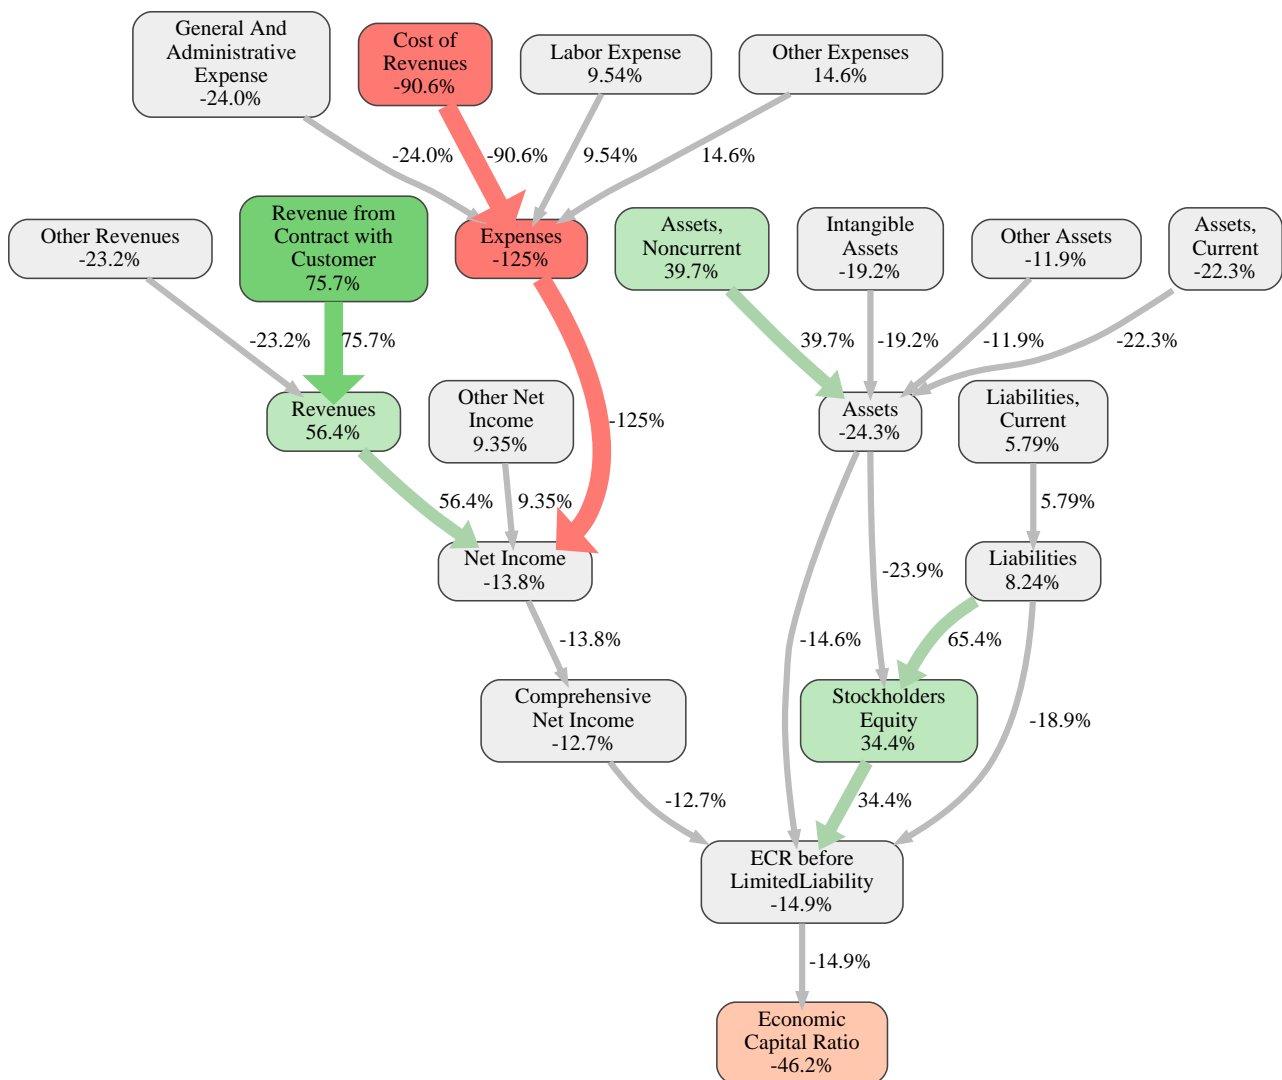 General And
Administrative
Expense
-24.0%
Cost of
Revenues
-90.6%
Labor Expense
9.54%
Other Expenses
14.6%
-24.0%
-90.6%
9.54%
14.6%
Other Revenues
-23.2%
Revenue from
Contract with
Customer
75.7%
Expenses
-125%
Assets,
Noncurrent
39.7%
Intangible
Assets
-19.2%
Other Assets
-11.9%
Assets,
Current
-22.3%
-23.2%
75.7%
39.7%
-19.2%
-11.9%
-22.3%
Revenues
56.4%
Other Net
Income
9.35%
-125%
Assets
-24.3%
Liabilities,
Current
5.79%
56.4%
9.35%
5.79%
Net Income
-13.8%
-23.9%
Liabilities
8.24%
-13.8%
-14.6%
65.4%
Comprehensive
Net Income
-12.7%
Stockholders
Equity
34.4%
-18.9%
-12.7%
34.4%
ECR before
LimitedLiability
-14.9%
-14.9%
Economic
Capital Ratio
-46.2%